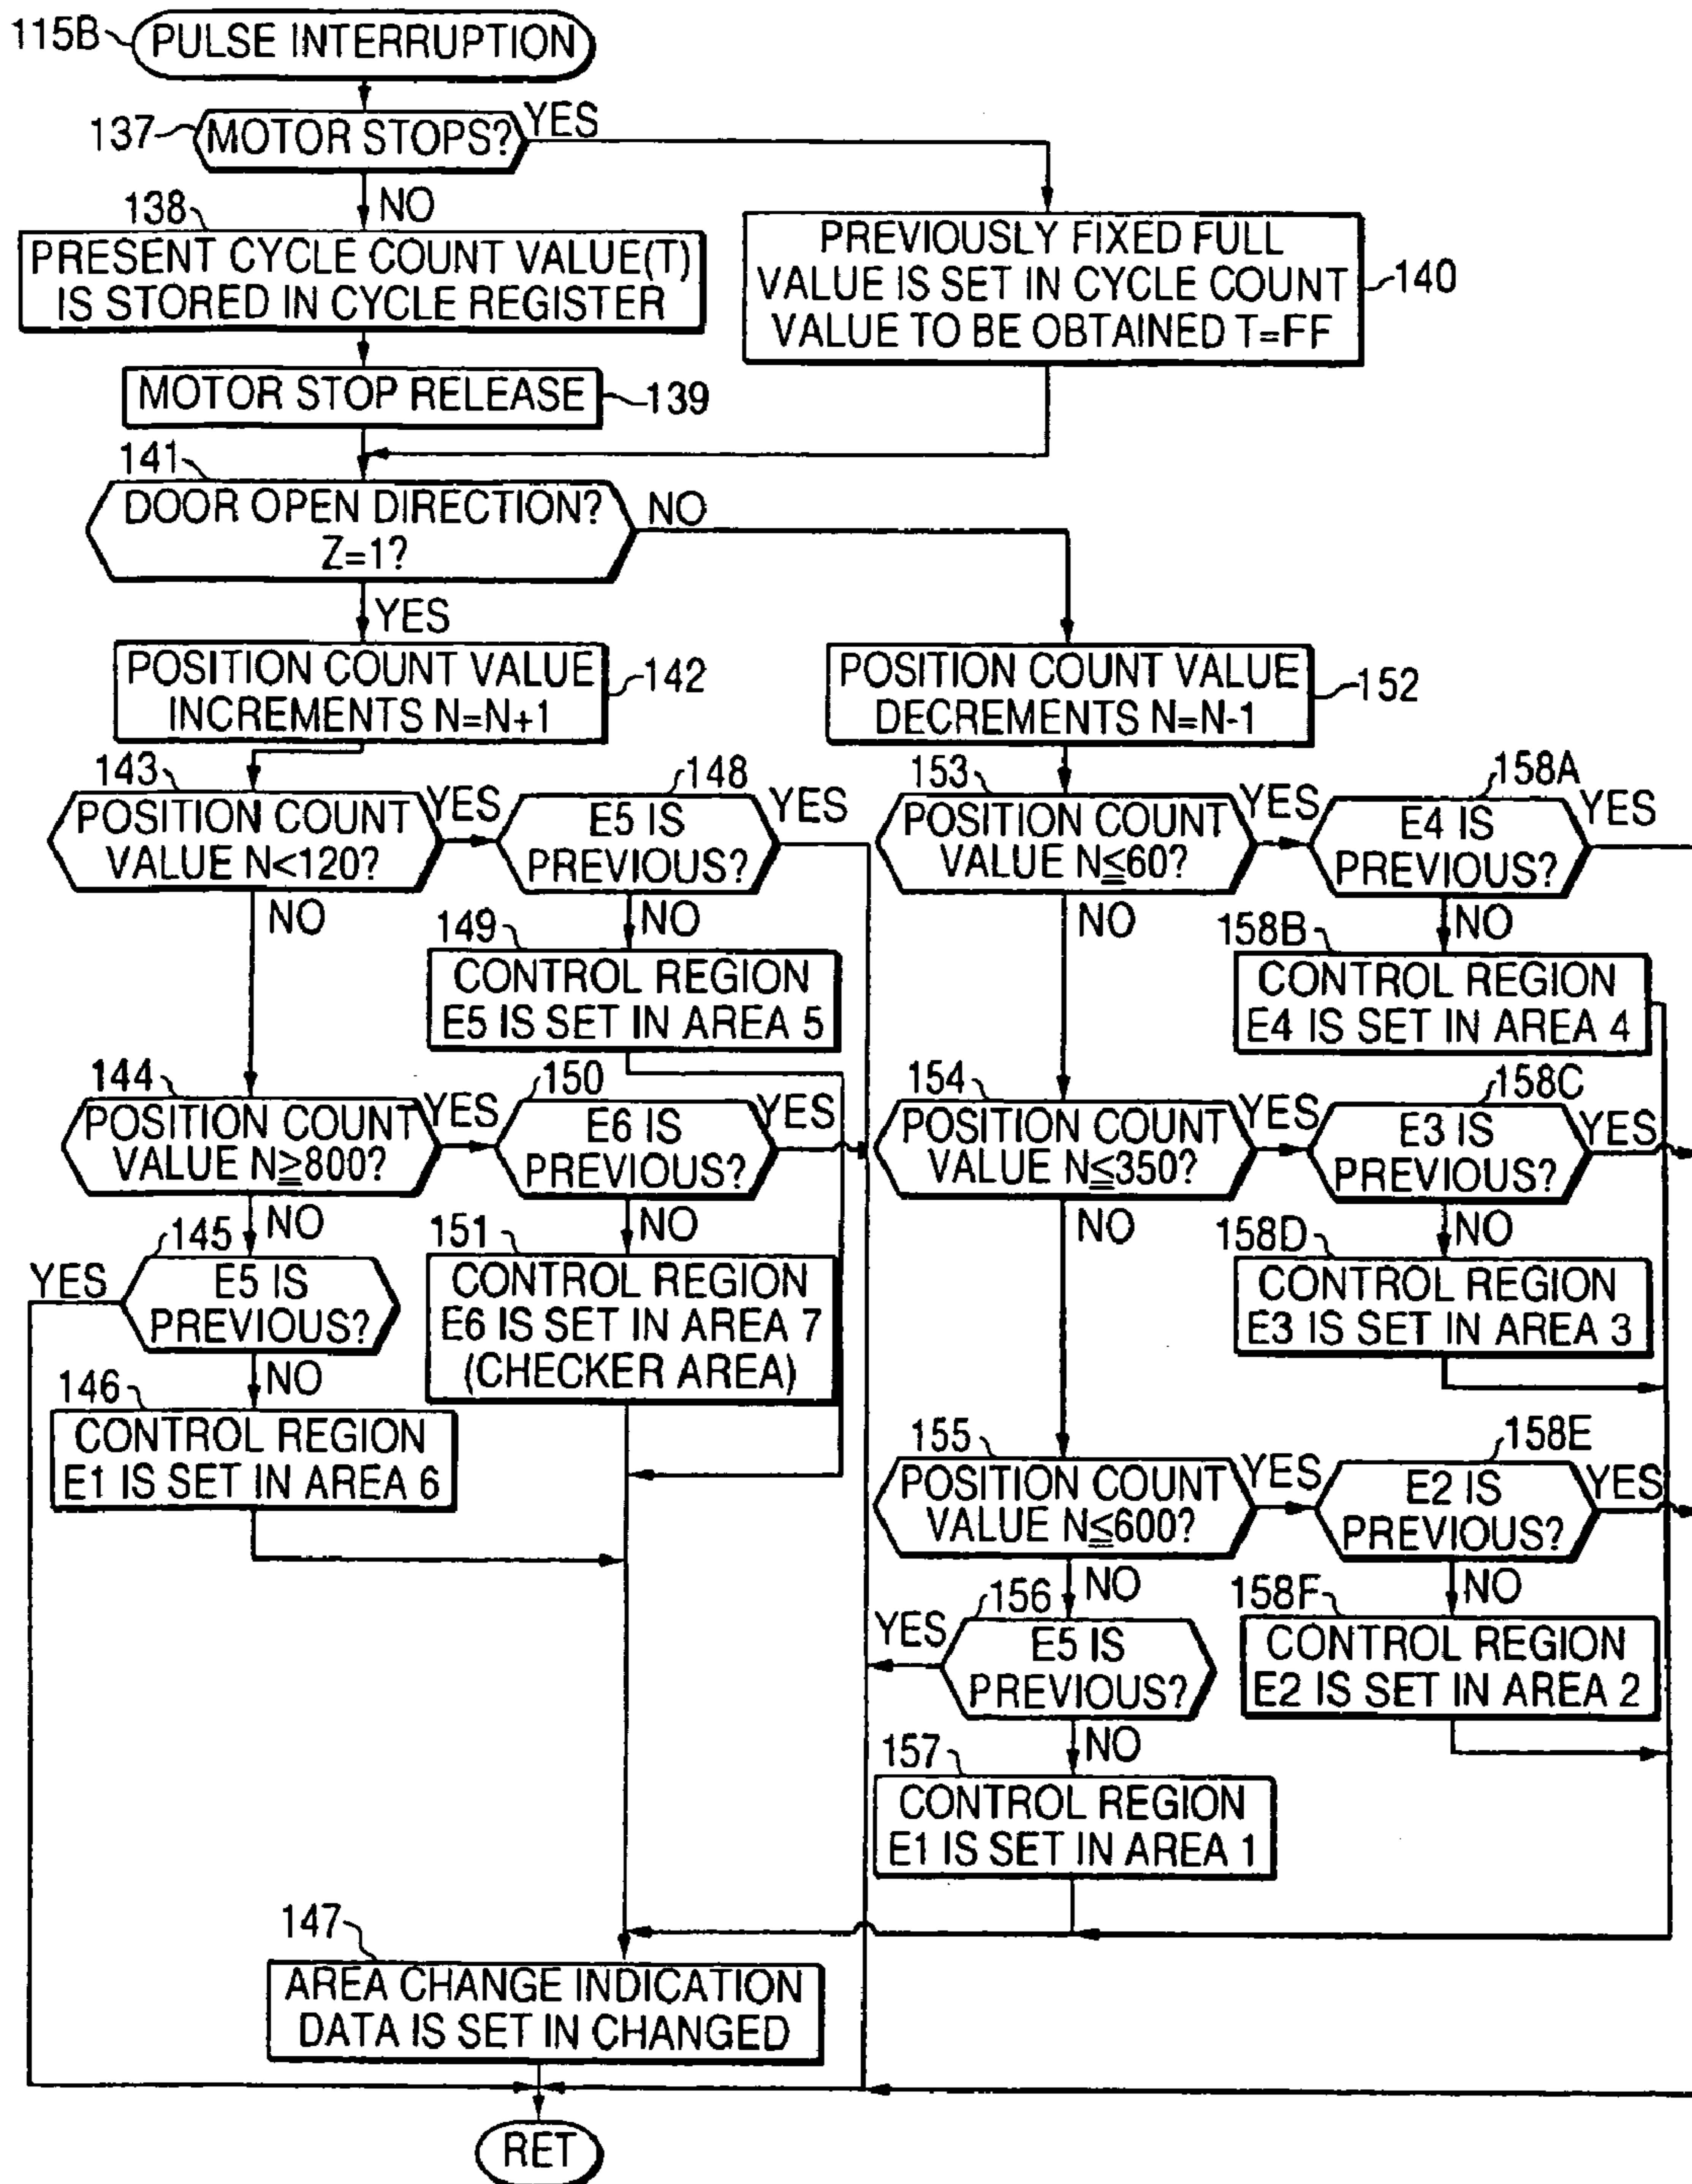 115B PULSE INTERRUPTION
137 MOTOR STOPS? YES
NO
138
PRESENT CYCLE COUNT VALUE(T)
IS STORED IN CYCLE REGISTER
PREVIOUSLY FIXED FULL
VALUE IS SET IN CYCLE COUNT
VALUE TO BE OBTAINED T=FF
140
MOTOR STOP RELEASE 139
141
DOOR OPEN DIRECTION?
Z=1?
NO
YES
POSITION COUNT VALUE
INCREMENTS N=N+1
142
POSITION COUNT VALUE
DECREMENTS N=N-1
152
143
POSITION COUNT
VALUE N<120?
YES
NO
148
E5 IS
PREVIOUS?
YES
NO
149
CONTROL REGION
E5 IS SET IN AREA 5
153
POSITION COUNT
VALUE N≦60?
YES
NO
158A
E4 IS
PREVIOUS?
YES
NO
158B
CONTROL REGION
E4 IS SET IN AREA 4
144
POSITION COUNT
VALUE N≧800?
YES
NO
150
E6 IS
PREVIOUS?
YES
NO
151
CONTROL REGION
E6 IS SET IN AREA 7
(CHECKER AREA)
154
POSITION COUNT
VALUE N≦350?
YES
NO
158C
E3 IS
PREVIOUS?
YES
NO
158D
CONTROL REGION
E3 IS SET IN AREA 3
145
YES
E5 IS
PREVIOUS?
NO
146
CONTROL REGION
E1 IS SET IN AREA 6
155
POSITION COUNT
VALUE N≦600?
YES
NO
158E
E2 IS
PREVIOUS?
YES
NO
158F
CONTROL REGION
E2 IS SET IN AREA 2
156
YES
E5 IS
PREVIOUS?
NO
157
CONTROL REGION
E1 IS SET IN AREA 1
147
AREA CHANGE INDICATION
DATA IS SET IN CHANGED
RET